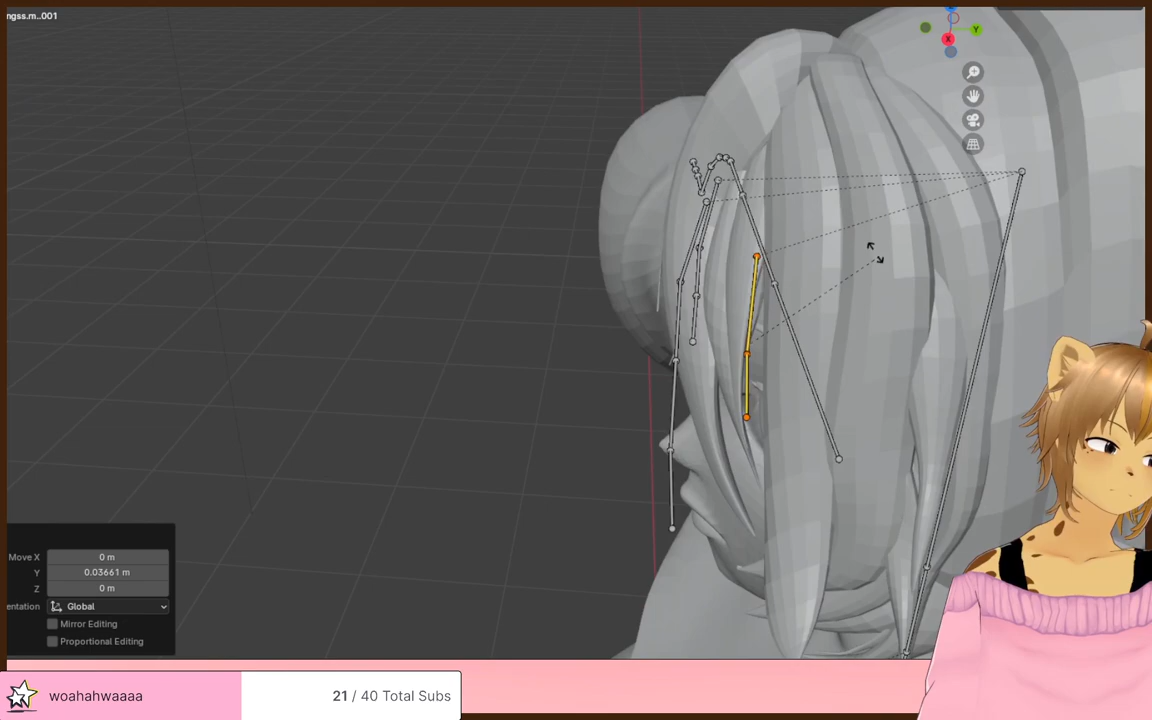 ngss.m..001
X
Y
Move X
0 m
Y
0.03661 m
Z
0 m
entation
Global
Mirror Editing
Proportional Editing
woahahwaaaa
21 / 40 Total Subs